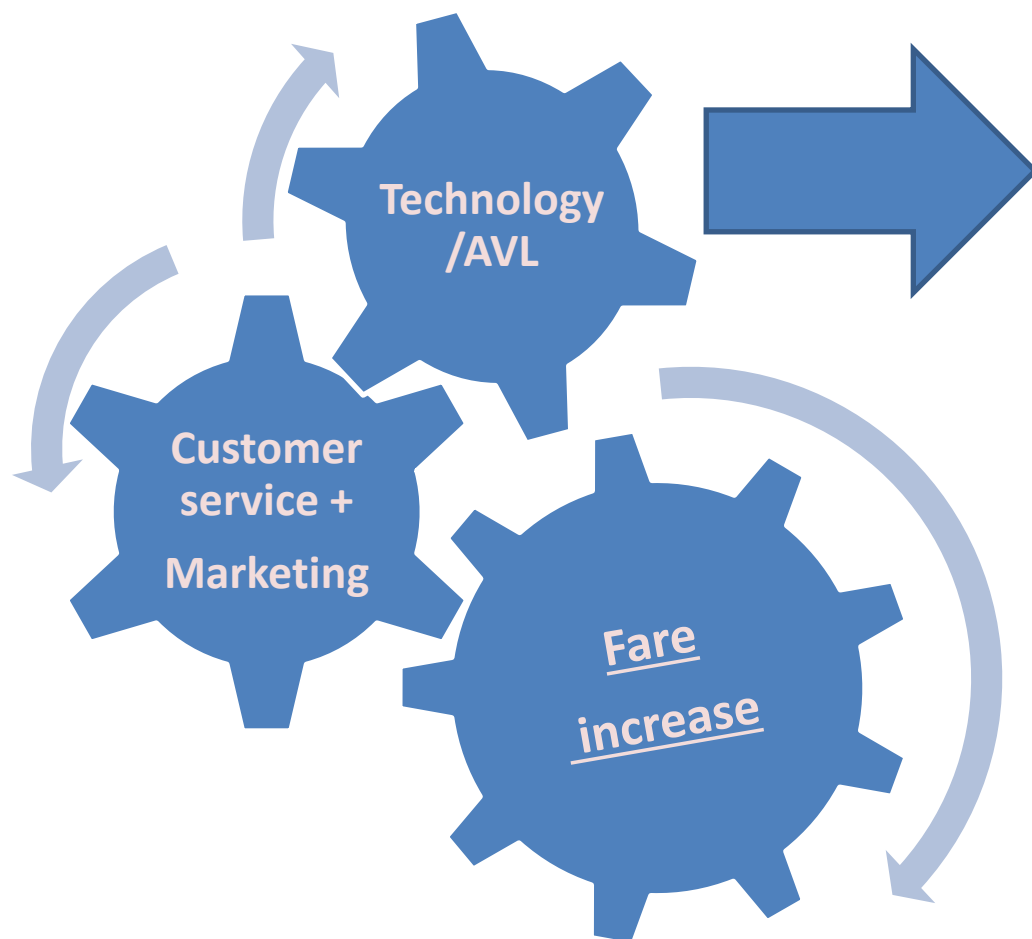 Technology
/AVL
Customer
service +
Marketing
Fare
increase